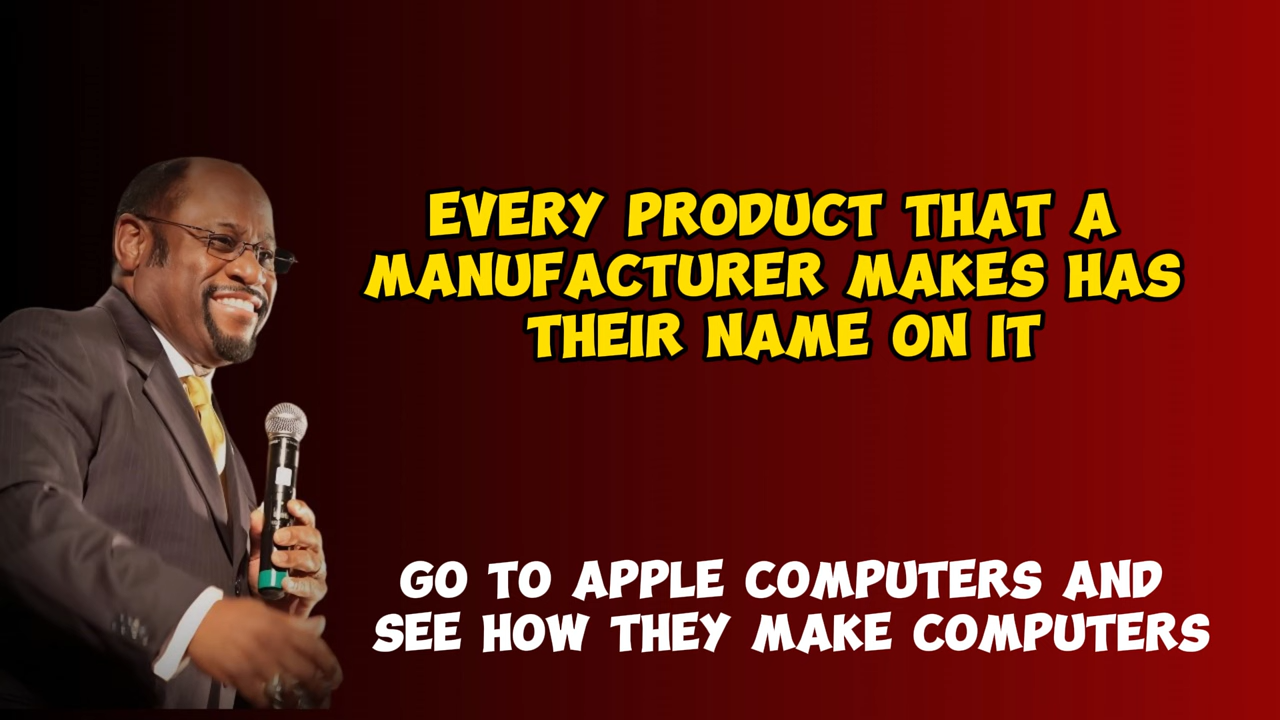 EVERY PRODUCT THAT A
MANUFACTURER MAKES HAS
THEIR NAME ON IT
GO TO APPLE COMPUTERS AND
SEE HOW THEY MAKE COMPUTERS